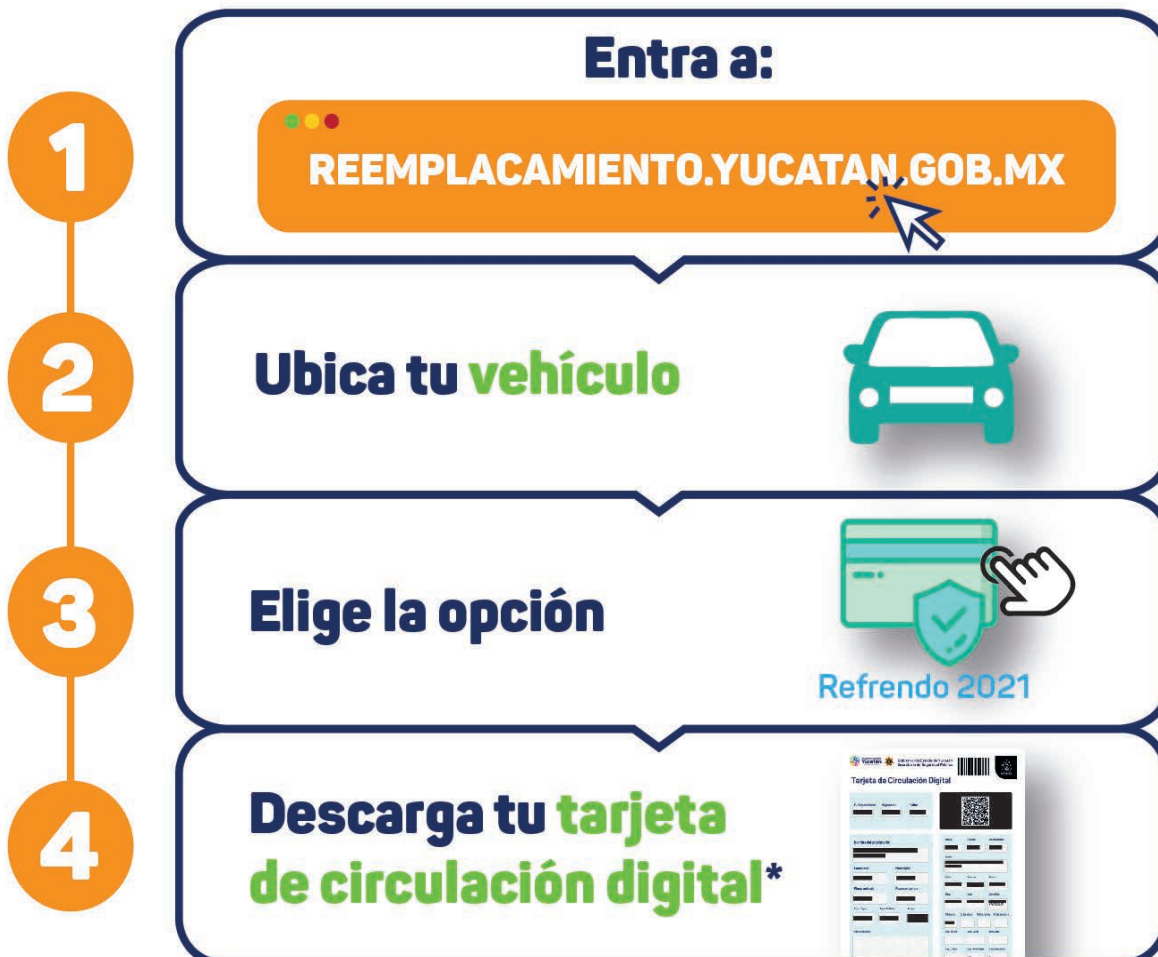 1
Entra a:
REEMPLACAMIENTO.YUCATAN.GOB.MX
2
Ubica tu vehículo
3
Elige la opción
Refrendo 2021
4
Descarga tu tarjeta
de circulación digital*
Tarjeta de Circulación Digital